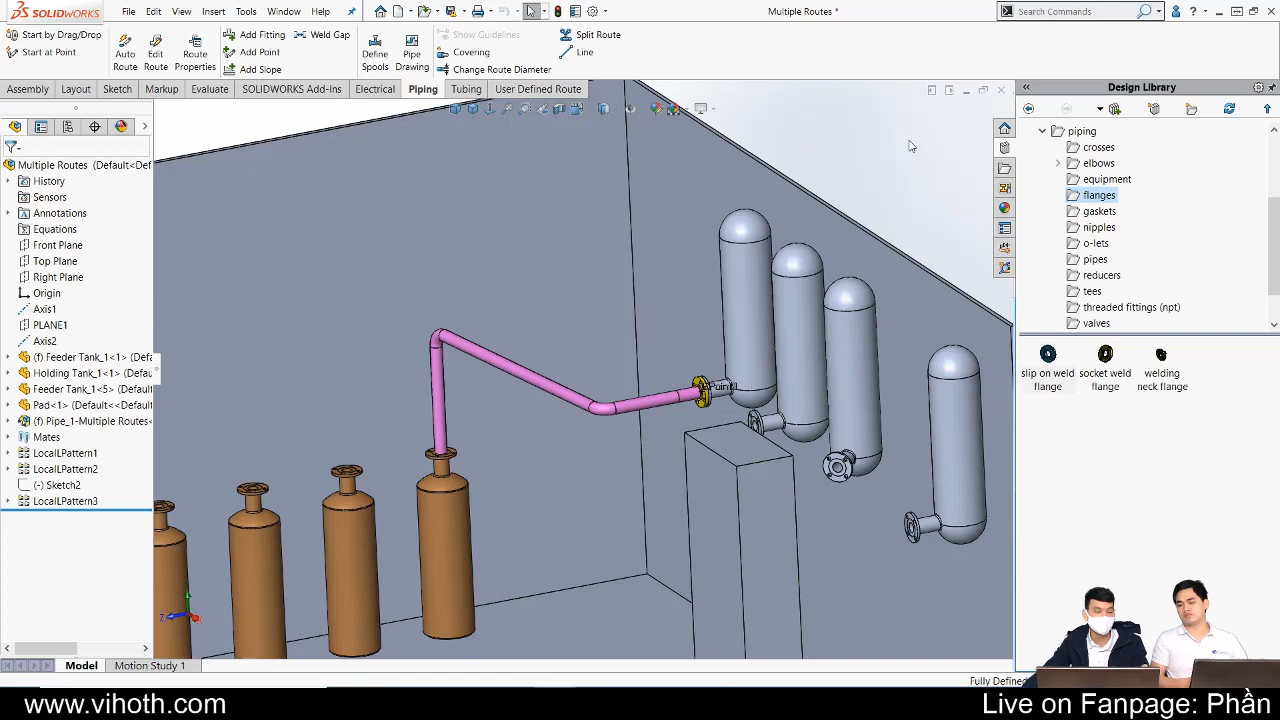 SOLIDWORKS File Edit View Insert Tools Window Help Multiple Routes * Search Commands
Start by Drag/Drop
Start at Point
Auto Route
Edit Route
Route Properties
Add Fitting
Weld Gap
Add Point
Add Slope
Define Spools
Pipe Drawing
Show Guidelines
Covering
Change Route Diameter
Split Route
Line
Assembly Layout Sketch Markup Evaluate SOLIDWORKS Add-Ins Electrical Piping Tubing User Defined Route
Multiple Routes (Default<Def
History
Sensors
Annotations
Equations
Front Plane
Top Plane
Right Plane
Origin
Axis1
PLANE1
Axis2
(f) Feeder Tank_1<1> (Defa
Holding Tank_1<1> (Default
Feeder Tank_1<5> (Defa
Pad<1> (Default<<Default
(f) Pipe_1-Multiple Routes<
Mates
LocalLPattern1
LocalLPattern2
(-) Sketch2
LocalLPattern3
Design Library
piping
crosses
elbows
equipment
flanges
gaskets
nipples
o-lets
pipes
reducers
tees
threaded fittings (npt)
valves
slip on weld flange
socket weld flange
welding neck flange
Model Motion Study 1
Fully Defined
www.vihoth.com
Live on Fanpage: Phần